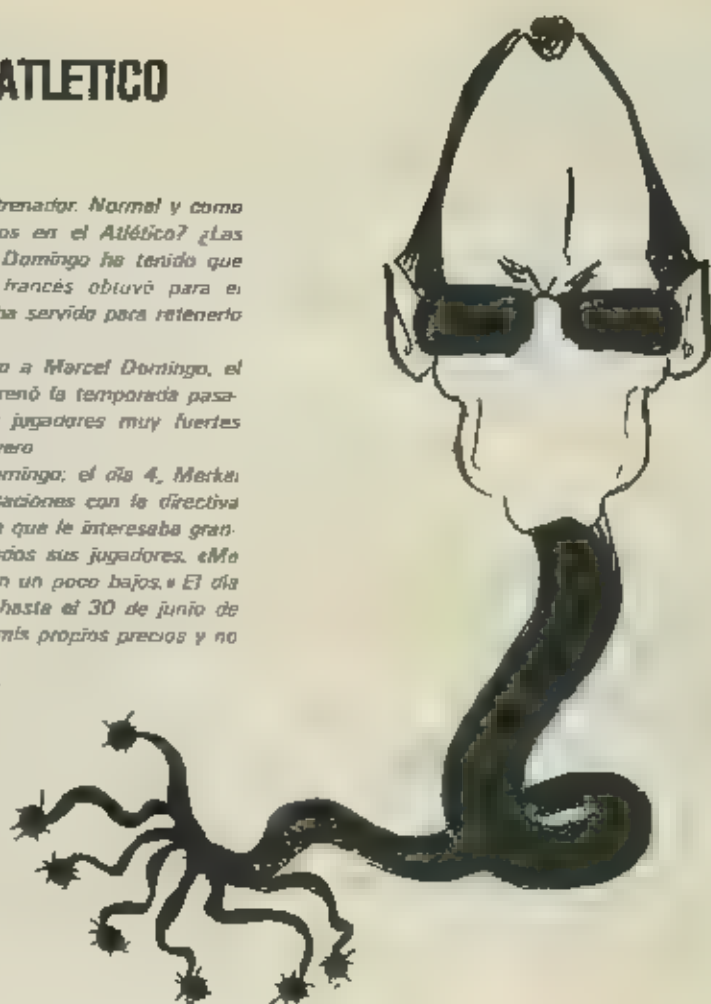 ATLETICO
trenador. Normal y como
os en el Atlético? ¿Las
Domingo ha tenido que
francés obtuvo para el
ha servido para retenerlo
o a Marcel Domingo, el
renó la temporada pasa-
jugadores muy fuertes
vero
omingo; el día 4, Merkel
aciones con la directiva
que le interesaba gran-
dos sus jugadores. «Me
n un poco bajos.» El día
hasta el 30 de junio de
mis propios precios y no